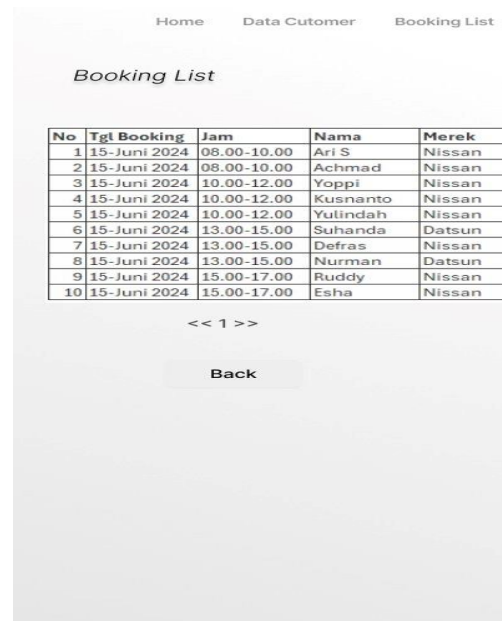 Home Data Cutomer Booking List
Booking List
No Tgl Booking Jam Nama Merek
1 15-Juni 2024 08.00-10.00 Ari S Nissan
2 15-Juni 2024 08.00-10.00 Achmad Nissan
3 15-Juni 2024 10.00-12.00 Yoppi Nissan
4 15-Juni 2024 10.00-12.00 Kusnanto Nissan
5 15-Juni 2024 10.00-12.00 Yulindah Nissan
6 15-Juni 2024 13.00-15.00 Suhanda Datsun
7 15-Juni 2024 13.00-15.00 Defras Nissan
8 15-Juni 2024 13.00-15.00 Nurman Datsun
9 15-Juni 2024 15.00-17.00 Ruddy Nissan
10 15-Juni 2024 15.00-17.00 Esha Nissan
<< 1 >>
Back